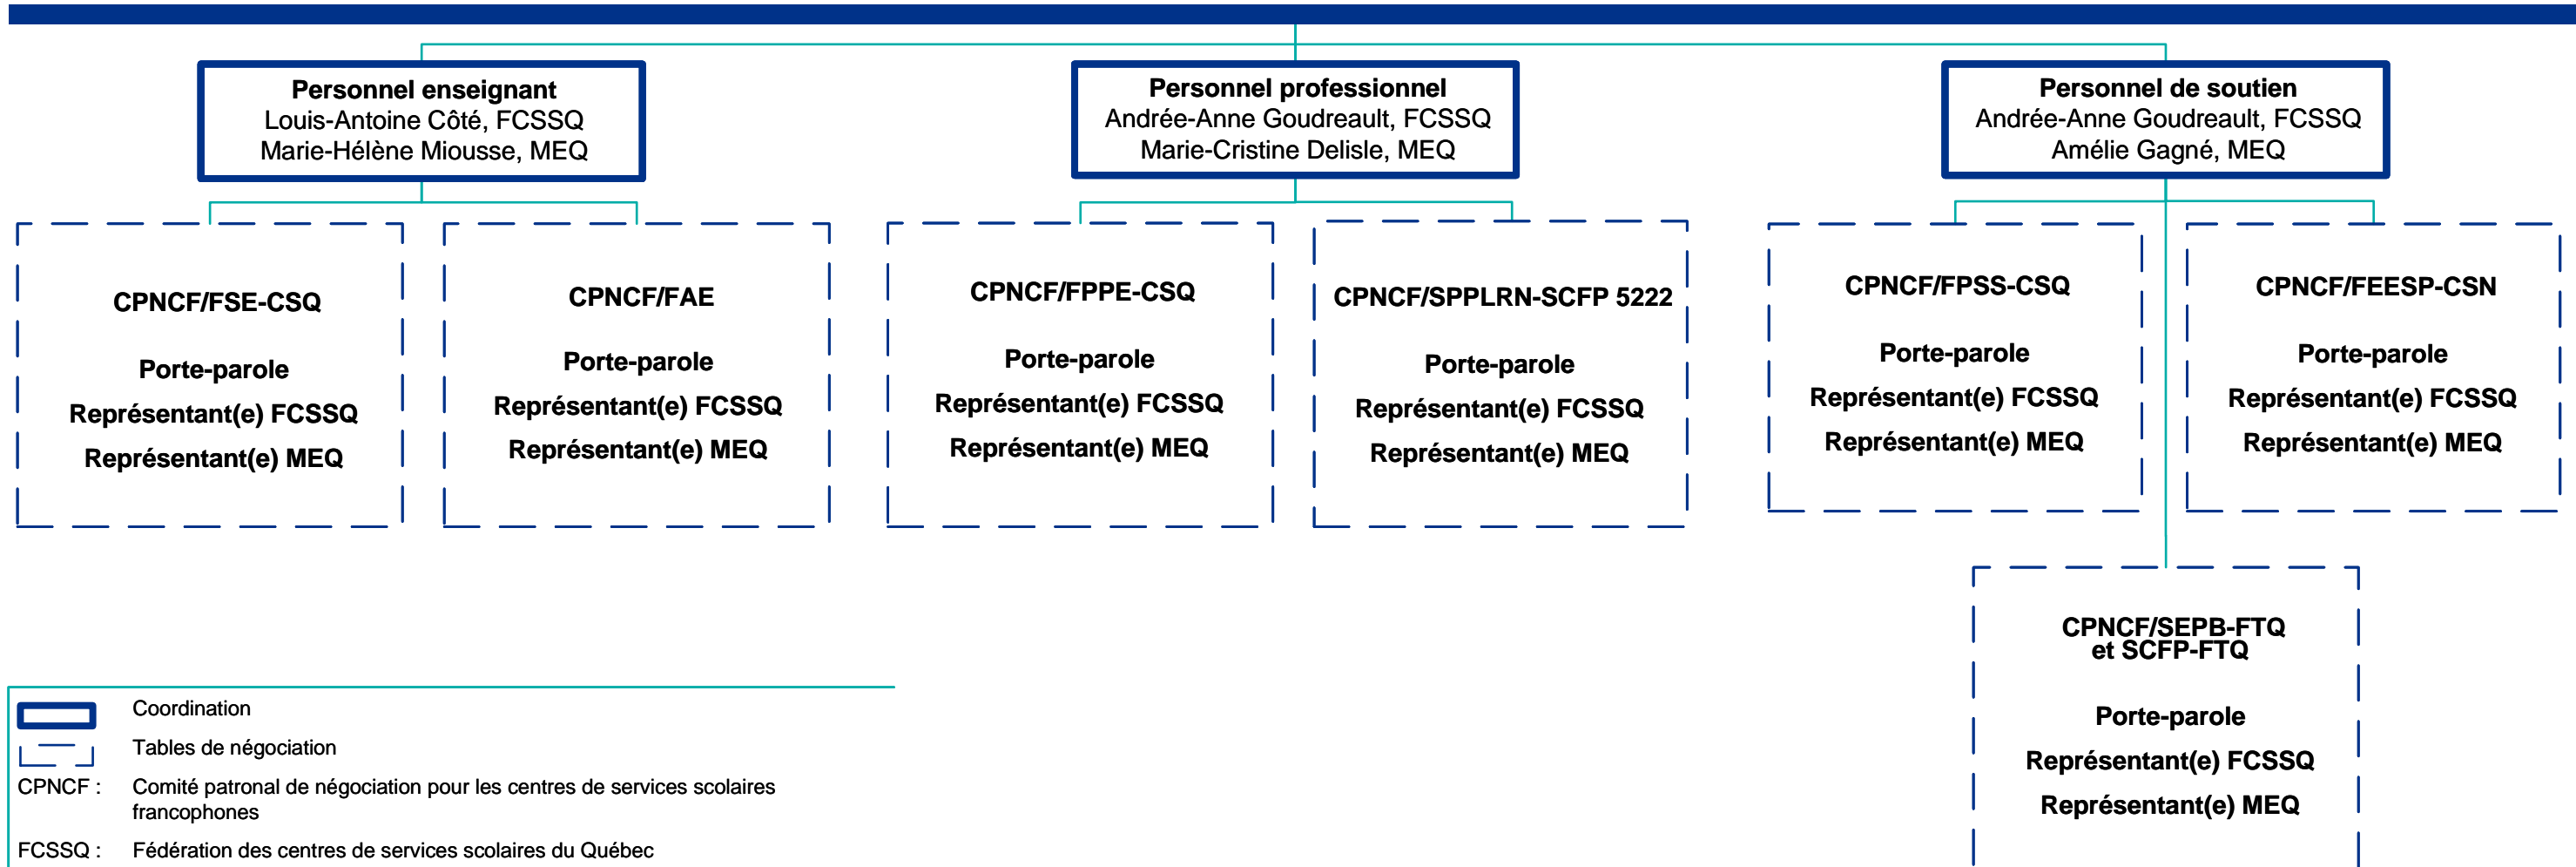 Personnel enseignant
Louis-Antoine Côté, FCSSQ
Marie-Hélène Miousse, MEQ
Personnel professionnel
Andrée-Anne Goudreault, FCSSQ
Marie-Cristine Delisle, MEQ
Personnel de soutien
Andrée-Anne Goudreault, FCSSQ
Amélie Gagné, MEQ
CPNCF/FSE-CSQ
Porte-parole
Représentant(e) FCSSQ
Représentant(e) MEQ
CPNCF/FAE
Porte-parole
Représentant(e) FCSSQ
Représentant(e) MEQ
CPNCF/FPPE-CSQ
Porte-parole
Représentant(e) FCSSQ
Représentant(e) MEQ
CPNCF/SPPLRN-SCFP 5222
Porte-parole
Représentant(e) FCSSQ
Représentant(e) MEQ
CPNCF/FPSS-CSQ
Porte-parole
Représentant(e) FCSSQ
Représentant(e) MEQ
CPNCF/FEESP-CSN
Porte-parole
Représentant(e) FCSSQ
Représentant(e) MEQ
CPNCF/SEPB-FTQ
et SCFP-FTQ
Porte-parole
Représentant(e) FCSSQ
Représentant(e) MEQ
Coordination
Tables de négociation
CPNCF : Comité patronal de négociation pour les centres de services scolaires
francophones
FCSSQ : Fédération des centres de services scolaires du Québec